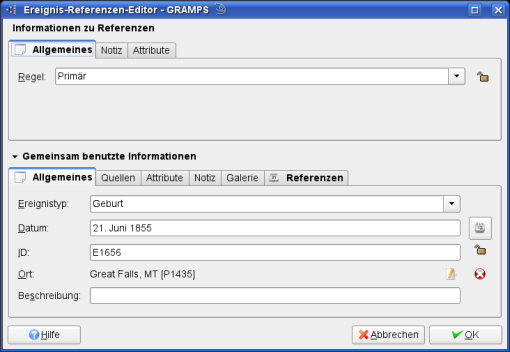 Ereignis-Referenzen-Editor - GRAMPS
Informationen zu Referenzen
Allgemeines Notiz Attribute
Regel: Primär
Gemeinsam benutzte Informationen
Allgemeines Quellen Attribute Notiz Galerie Referenzen
Ereignistyp: Geburt
Datum: 21. Juni 1855
ID: E1656
Ort: Great Falls, MT [P1435]
Beschreibung:
Hilfe Abbrechen OK